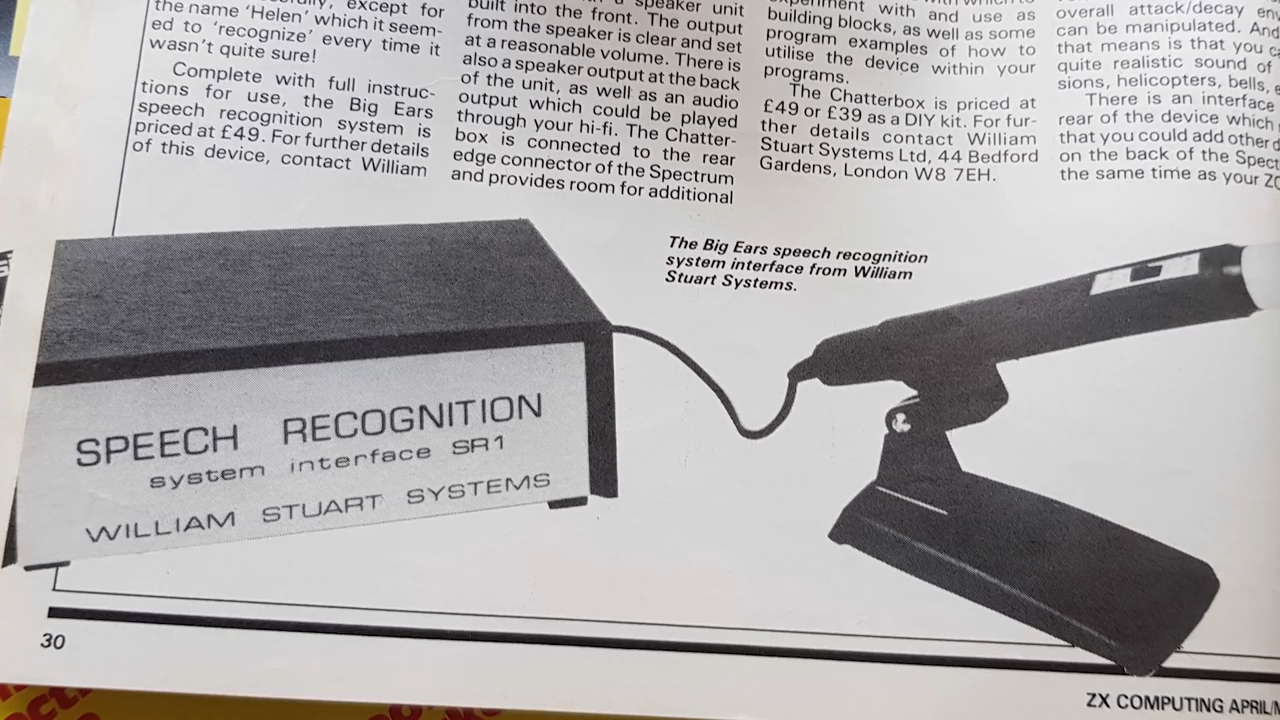 except for
the name 'Helen' which it seem-
ed to 'recognize' every time it
wasn't quite sure!
Complete with full instruc-
tions for use, the Big Ears
speech recognition system is
priced at £49. For further details
of this device, contact William
speaker unit
built into the front. The output
from the speaker is clear and set
at a reasonable volume. There is
also a speaker output at the back
of the unit, as well as an audio
output which could be played
through your hi-fi. The Chatter-
box is connected to the rear
edge connector of the Spectrum
and provides room for additional
with and use as
building blocks, as well as some
program examples of how to
utilise the device within your
programs.
The Chatterbox is priced at
£49 or £39 as a DIY kit. For fur-
ther details contact William
Stuart Systems Ltd, 44 Bedford
Gardens, London W8 7EH.
overall attack/decay
can be manipulated. And
that means is that you
quite realistic sound of
sions, helicopters, bells,
There is an interface
rear of the device which
that you could add other
on the back of the
the same time as your
The Big Ears speech recognition
system interface from William
Stuart Systems.
SPEECH RECOGNITION
system interface SR1
WILLIAM STUART SYSTEMS
30
ZX COMPUTING APRIL/